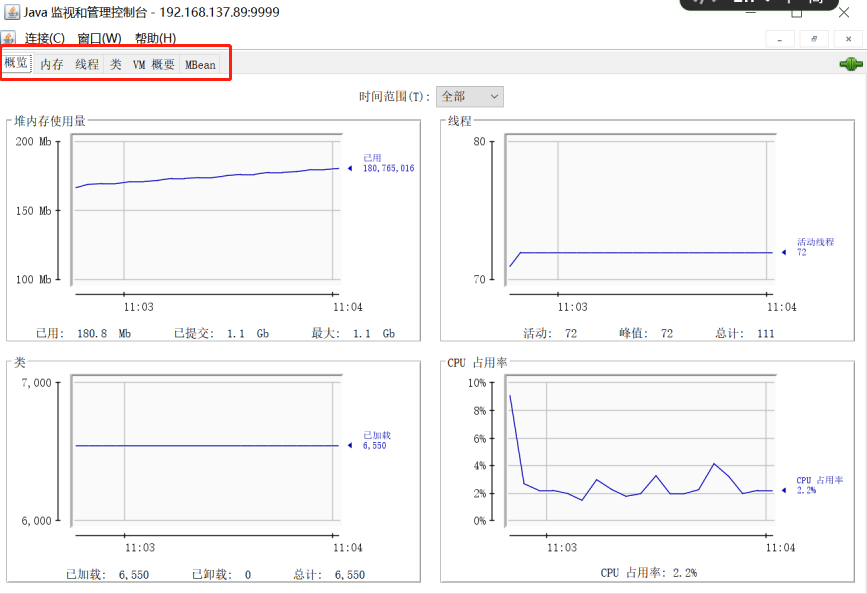 Java 监视和管理控制台 - 192.168.137.89:9999
连接(C) 窗口(W) 帮助(H)
概览 内存 线程 类 VM 概要 MBean
时间范围(T): 全部
堆内存使用量
200 Mb
150 Mb
100 Mb
已用
180,765,016
11:03 11:04
已用: 180.8 Mb 已提交: 1.1 Gb 最大: 1.1 Gb
线程
80
70
活动线程
72
11:03 11:04
活动: 72 峰值: 72 总计: 111
类
7,000
6,000
已加载
6,550
11:03 11:04
已加载: 6,550 已卸载: 0 总计: 6,550
CPU 占用率
10%
8%
6%
4%
2%
0%
CPU 占用率
2.2%
11:03 11:04
CPU 占用率: 2.2%